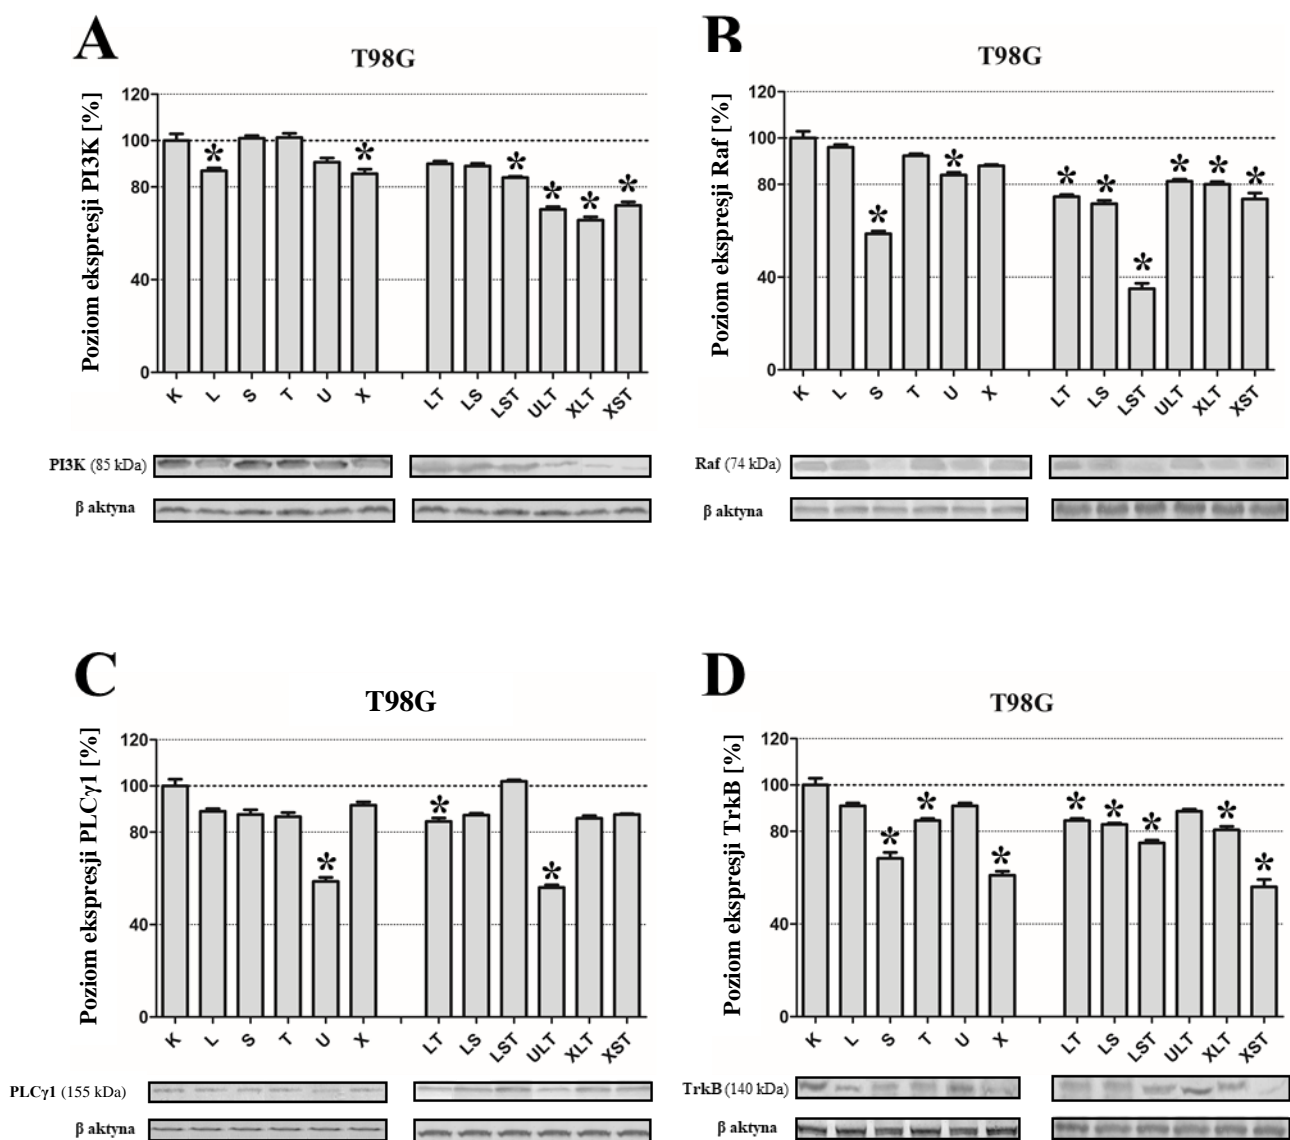 A
T98G
Poziom ekspresji PI3K [%]
120
100
80
40
0
K L S T U X LT LS LST ULT XLT XST
* * * * * *
PI3K (85 kDa)
β aktyna
B
T98G
Poziom ekspresji Raf [%]
120
100
80
40
0
K L S T U X LT LS LST ULT XLT XST
* * * * * * * *
Raf (74 kDa)
β aktyna
C
T98G
Poziom ekspresji PLCγ1 [%]
120
100
80
40
0
K L S T U X LT LS LST ULT XLT XST
* * *
PLCγ1 (155 kDa)
β aktyna
D
T98G
Poziom ekspresji TrkB [%]
120
100
80
40
0
K L S T U X LT LS LST ULT XLT XST
* * * * * * * *
TrkB (140 kDa)
β aktyna